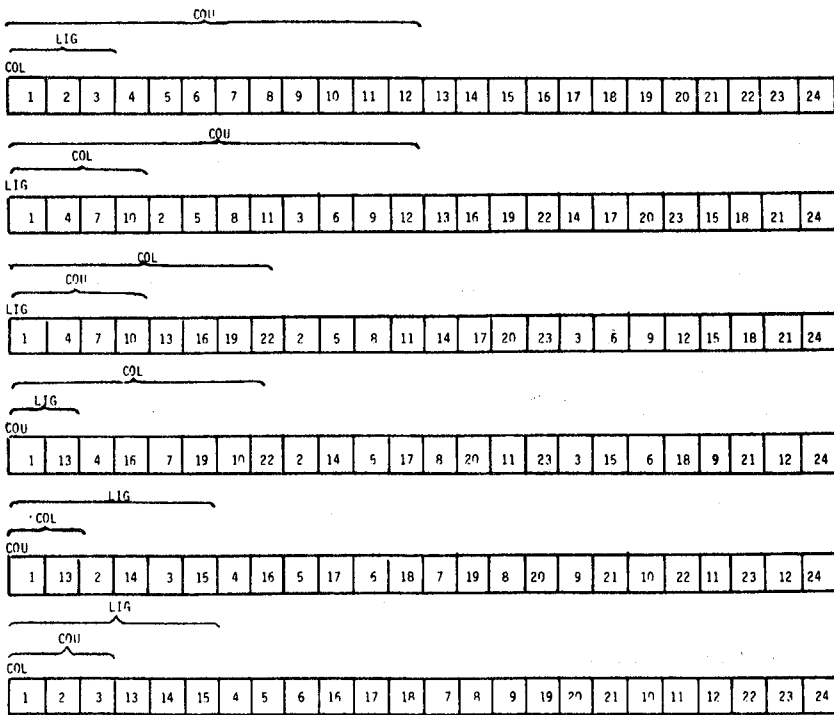 COU
LIG
COL
1 2 3 4 5 6 7 8 9 10 11 12 13 14 15 16 17 18 19 20 21 22 23 24
COU
COL
LIG
1 4 7 10 2 5 8 11 3 6 9 12 13 16 19 22 14 17 20 23 15 18 21 24
COL
COU
LIG
1 4 7 10 13 16 19 22 2 5 8 11 14 17 20 23 3 6 9 12 15 18 21 24
COL
LIG
COU
1 13 4 16 7 19 10 22 2 14 5 17 8 20 11 23 3 15 6 18 9 21 12 24
LIG
COL
COU
1 13 2 14 3 15 4 16 5 17 6 18 7 19 8 20 9 21 10 22 11 23 12 24
LIG
COU
COL
1 2 3 13 14 15 4 5 6 16 17 18 7 8 9 19 20 21 10 11 12 22 23 24